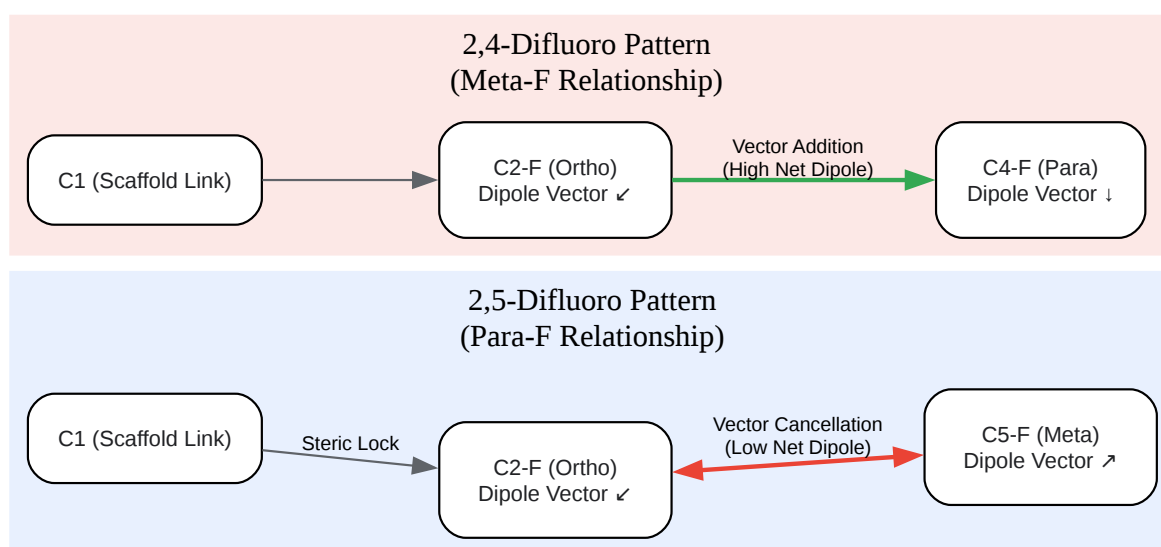 2,4-Difluoro Pattern
(Meta-F Relationship)
C1 (Scaffold Link)
C2-F (Ortho)
Dipole Vector ↙
Vector Addition
(High Net Dipole)
C4-F (Para)
Dipole Vector ↓
2,5-Difluoro Pattern
(Para-F Relationship)
C1 (Scaffold Link)
Steric Lock
C2-F (Ortho)
Dipole Vector ↙
Vector Cancellation
(Low Net Dipole)
C5-F (Meta)
Dipole Vector ↗